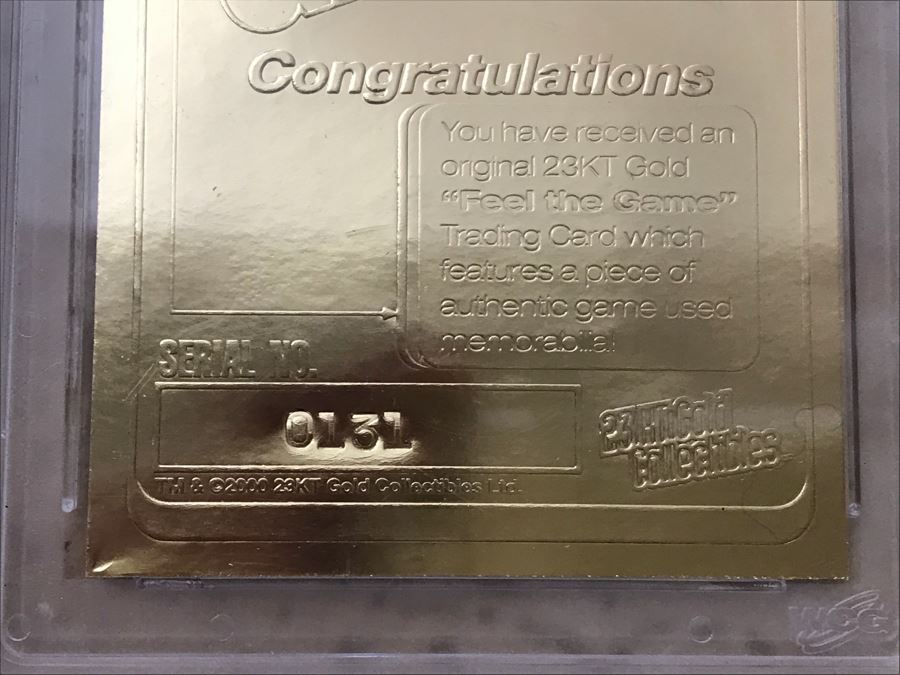 Congratulations
You have received an
original 23KT Gold
“Feel the Game”
Trading Card which
features a piece of
authentic game used
memorabilia!
SERIAL NO.
0131
23KT Gold
Collectibles
TM & ©2000 23KT Gold Collectibles Ltd.
WCG